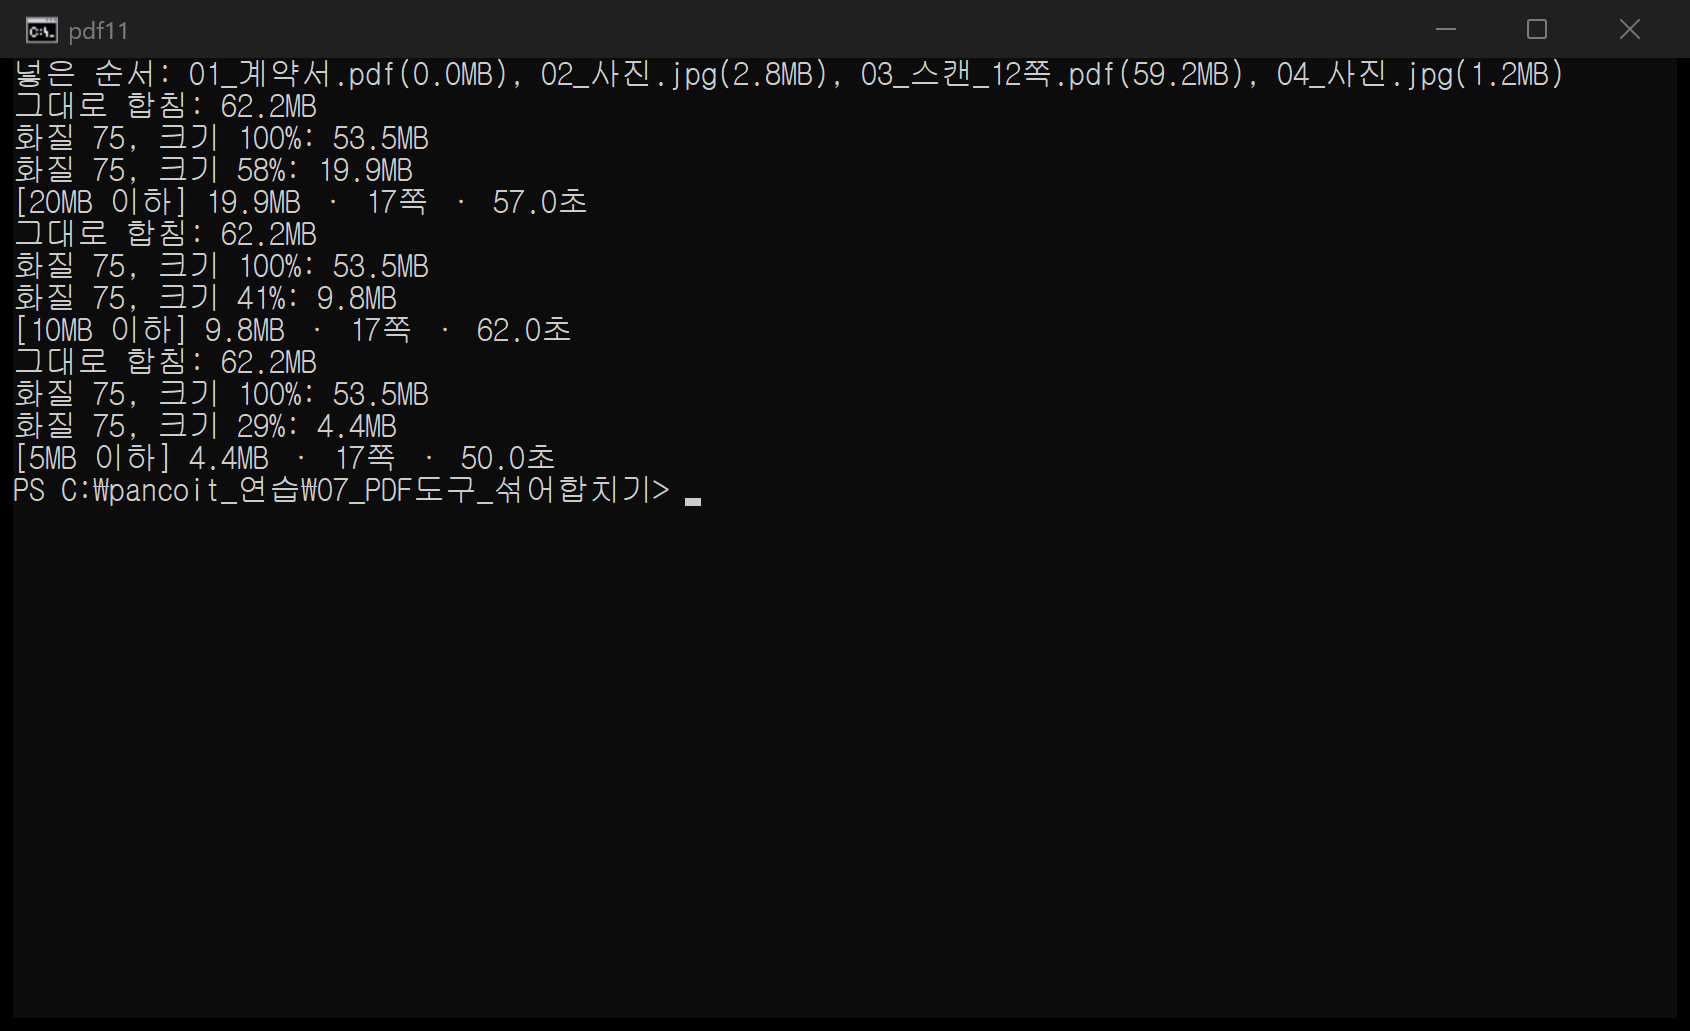 pdf11
넣은 순서: 01_계약서.pdf(0.0MB), 02_사진.jpg(2.8MB), 03_스캔_12쪽.pdf(59.2MB), 04_사진.jpg(1.2MB)
그대로 합침: 62.2MB
화질 75, 크기 100%: 53.5MB
화질 75, 크기 58%: 19.9MB
[20MB 이하] 19.9MB · 17쪽 · 57.0초
그대로 합침: 62.2MB
화질 75, 크기 100%: 53.5MB
화질 75, 크기 41%: 9.8MB
[10MB 이하] 9.8MB · 17쪽 · 62.0초
그대로 합침: 62.2MB
화질 75, 크기 100%: 53.5MB
화질 75, 크기 29%: 4.4MB
[5MB 이하] 4.4MB · 17쪽 · 50.0초
PS C:₩pancoit_연습₩07_PDF도구_섞어합치기>